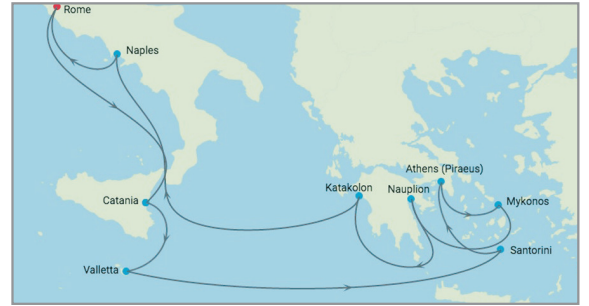 Rome
Naples
Athens (Piraeus)
Katakolon
Nauplion
Catania
Mykonos
Santorini
Valletta